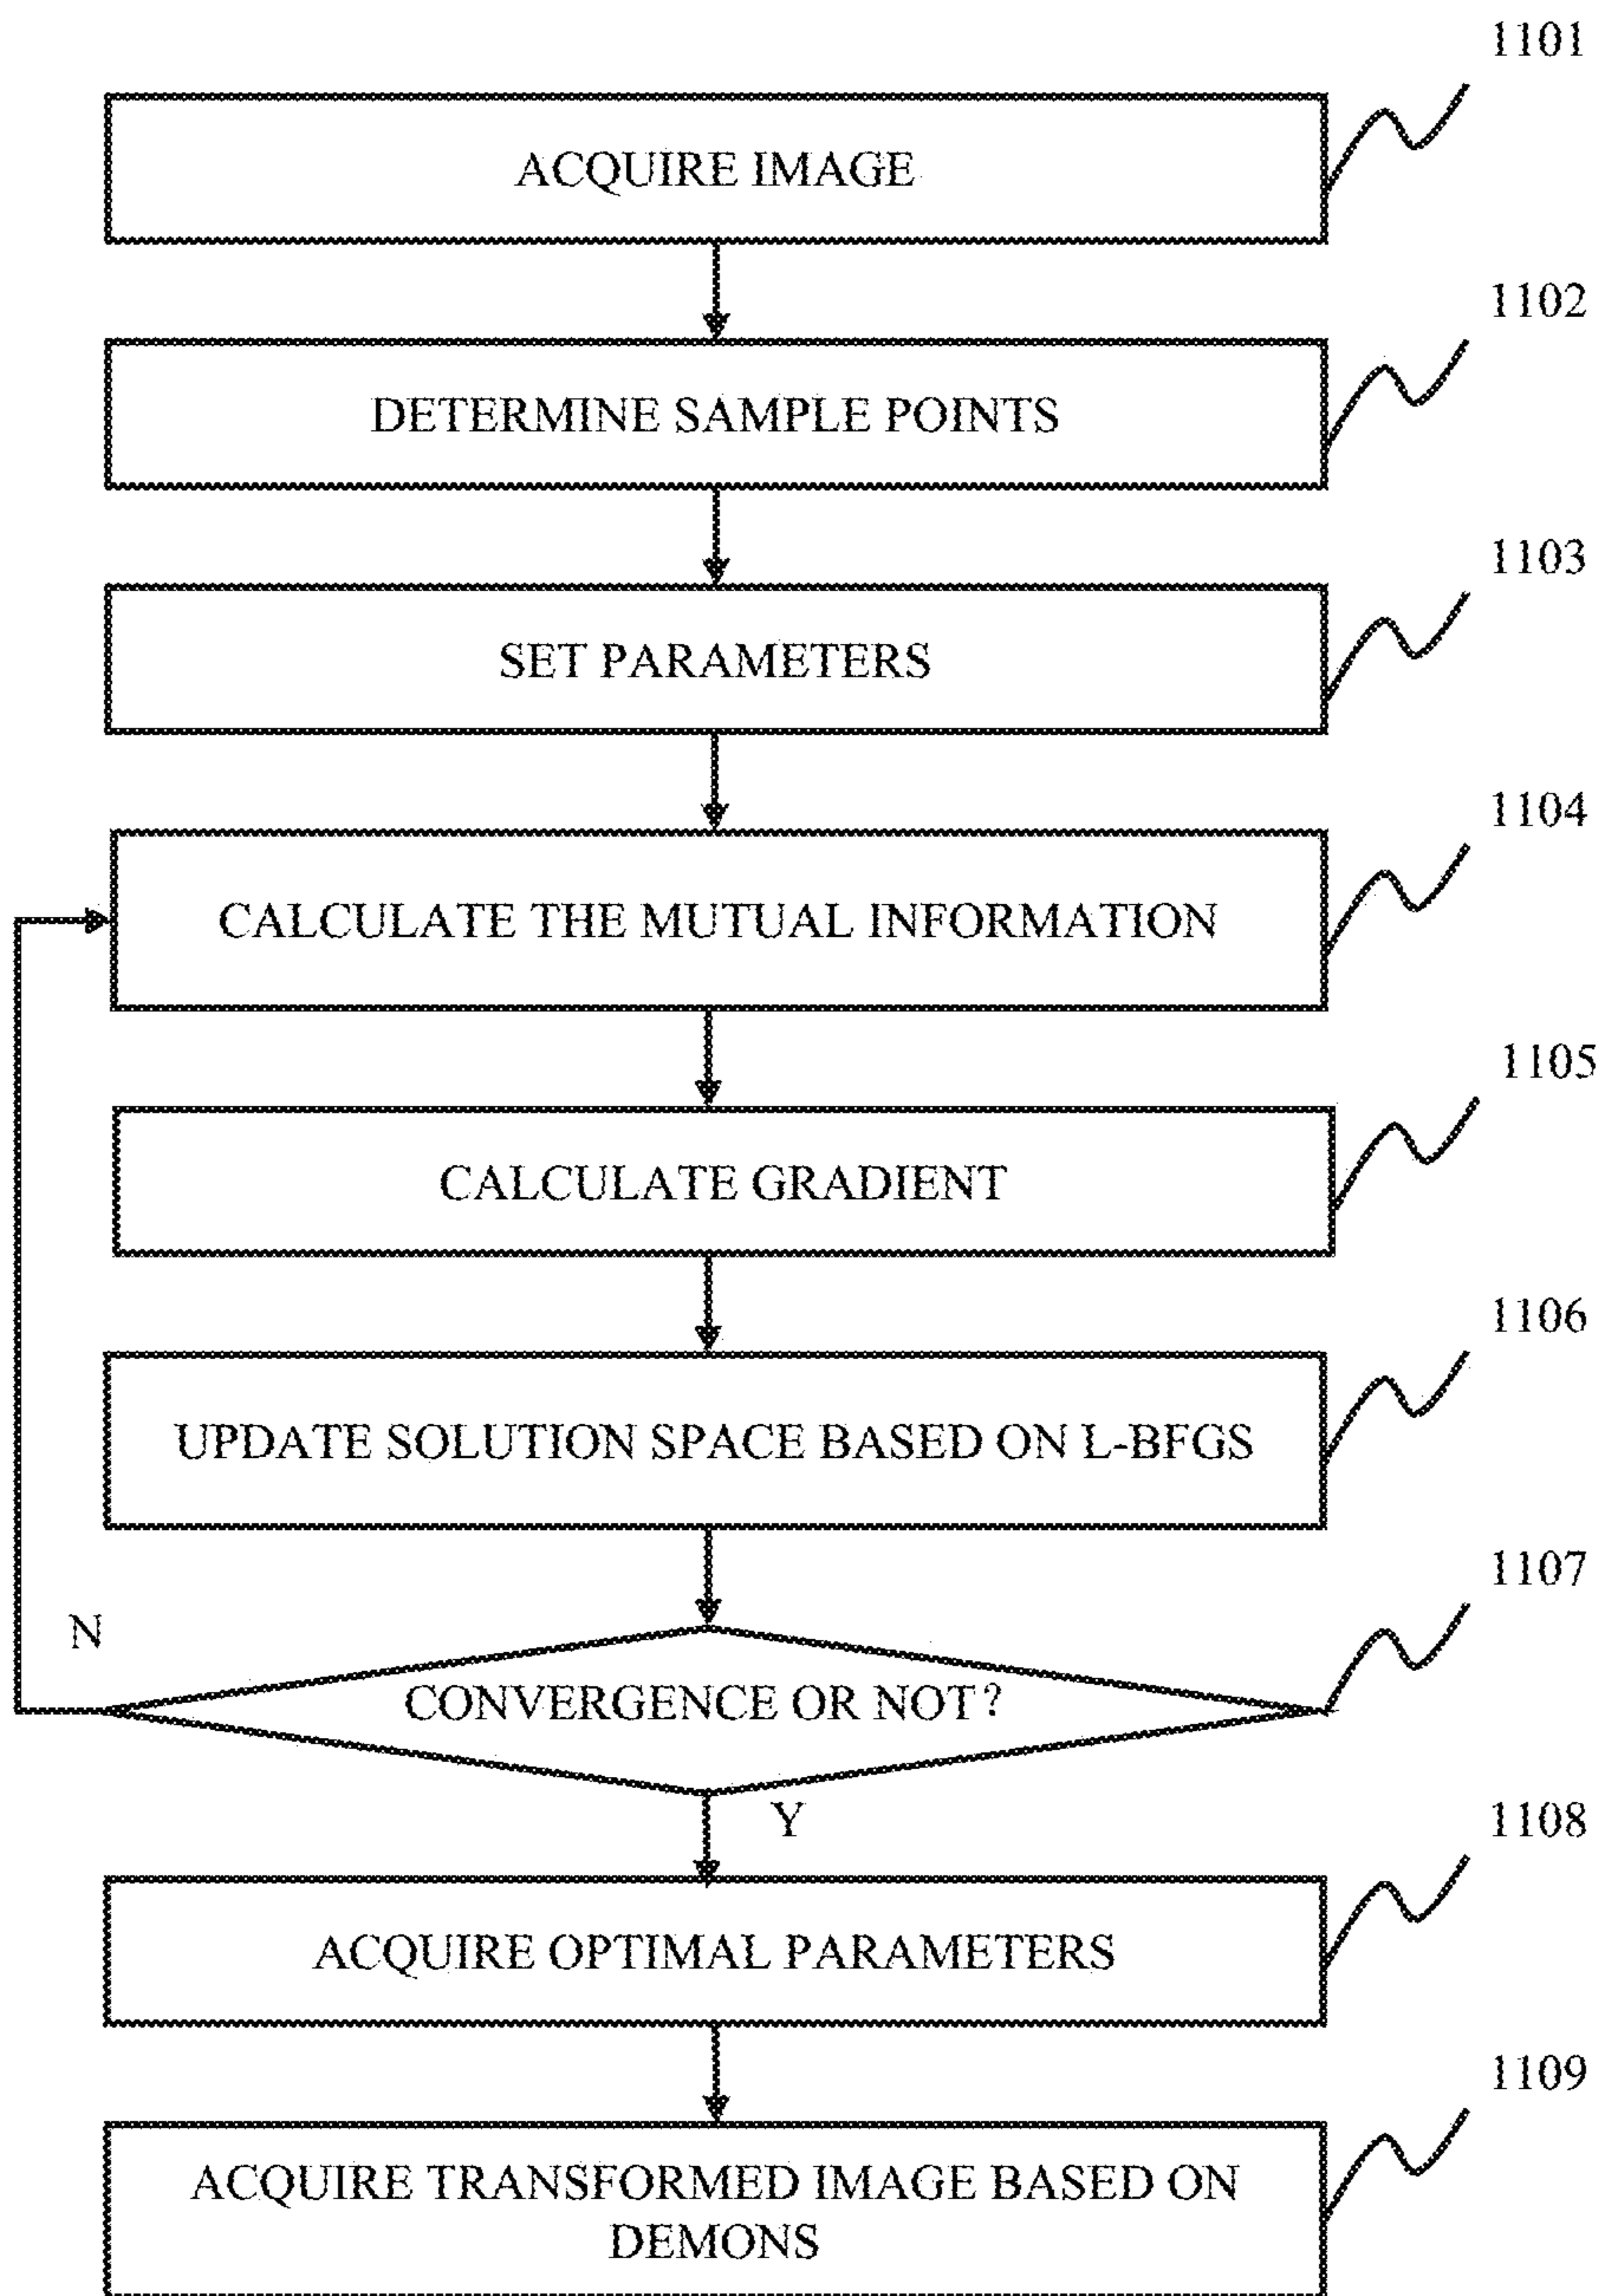 1101
ACQUIRE IMAGE
1102
DETERMINE SAMPLE POINTS
1103
SET PARAMETERS
1104
CALCULATE THE MUTUAL INFORMATION
1105
CALCULATE GRADIENT
1106
UPDATE SOLUTION SPACE BASED ON L-BFGS
1107
N
CONVERGENCE OR NOT?
Y
1108
ACQUIRE OPTIMAL PARAMETERS
1109
ACQUIRE TRANSFORMED IMAGE BASED ON
DEMONS